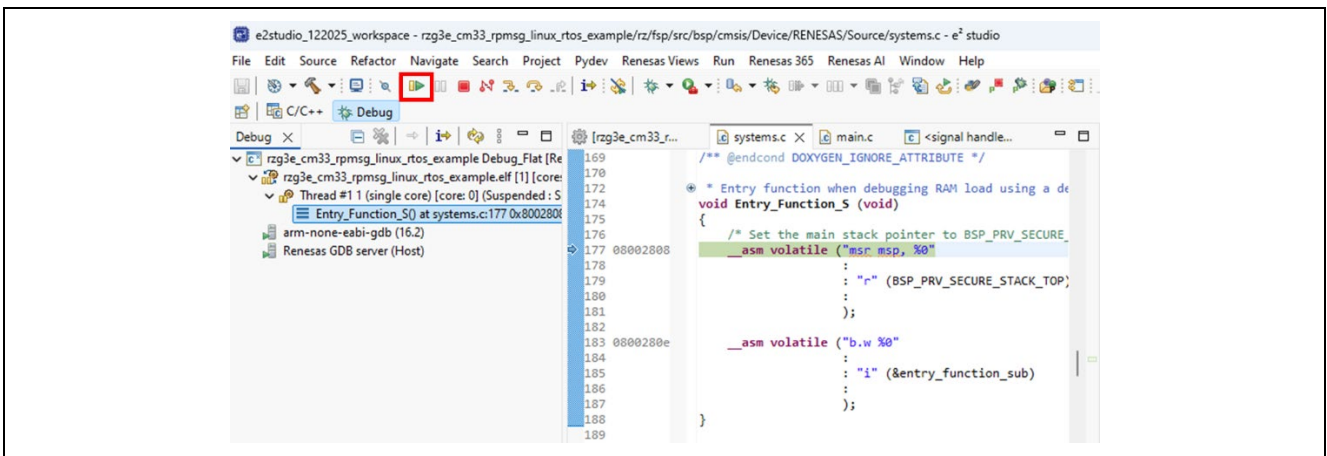 e2studio_122025_workspace - rzg3e_cm33_rpmsg_linux_rtos_example/rz/fsp/src/bsp/cmsis/Device/RENESAS/Source/systems.c - e² studio
File Edit Source Refactor Navigate Search Project Pydev Renesas Views Run Renesas 365 Renesas AI Window Help
C/C++ Debug
Debug
[rzg3e_cm33_r... systems.c main.c <signal handle...
rzg3e_cm33_rpmsg_linux_rtos_example Debug_Flat [Re
rzg3e_cm33_rpmsg_linux_rtos_example.elf [1] [core:
Thread #1 1 (single core) [core: 0] (Suspended : S
Entry_Function_S() at systems.c:177 0x8002808
arm-none-eabi-gdb (16.2)
Renesas GDB server (Host)
169 /** @endcond DOXYGEN_IGNORE_ATTRIBUTE */
170
172 * Entry function when debugging RAM load using a de
174 void Entry_Function_S (void)
175 {
176 /* Set the main stack pointer to BSP_PRV_SECURE_
177 08002808 __asm volatile ("msr msp, %0"
178 :
179 : "r" (BSP_PRV_SECURE_STACK_TOP)
180 :
181 );
182
183 0800280e __asm volatile ("b.w %0"
184 :
185 : "i" (&entry_function_sub)
186 :
187 );
188 }
189